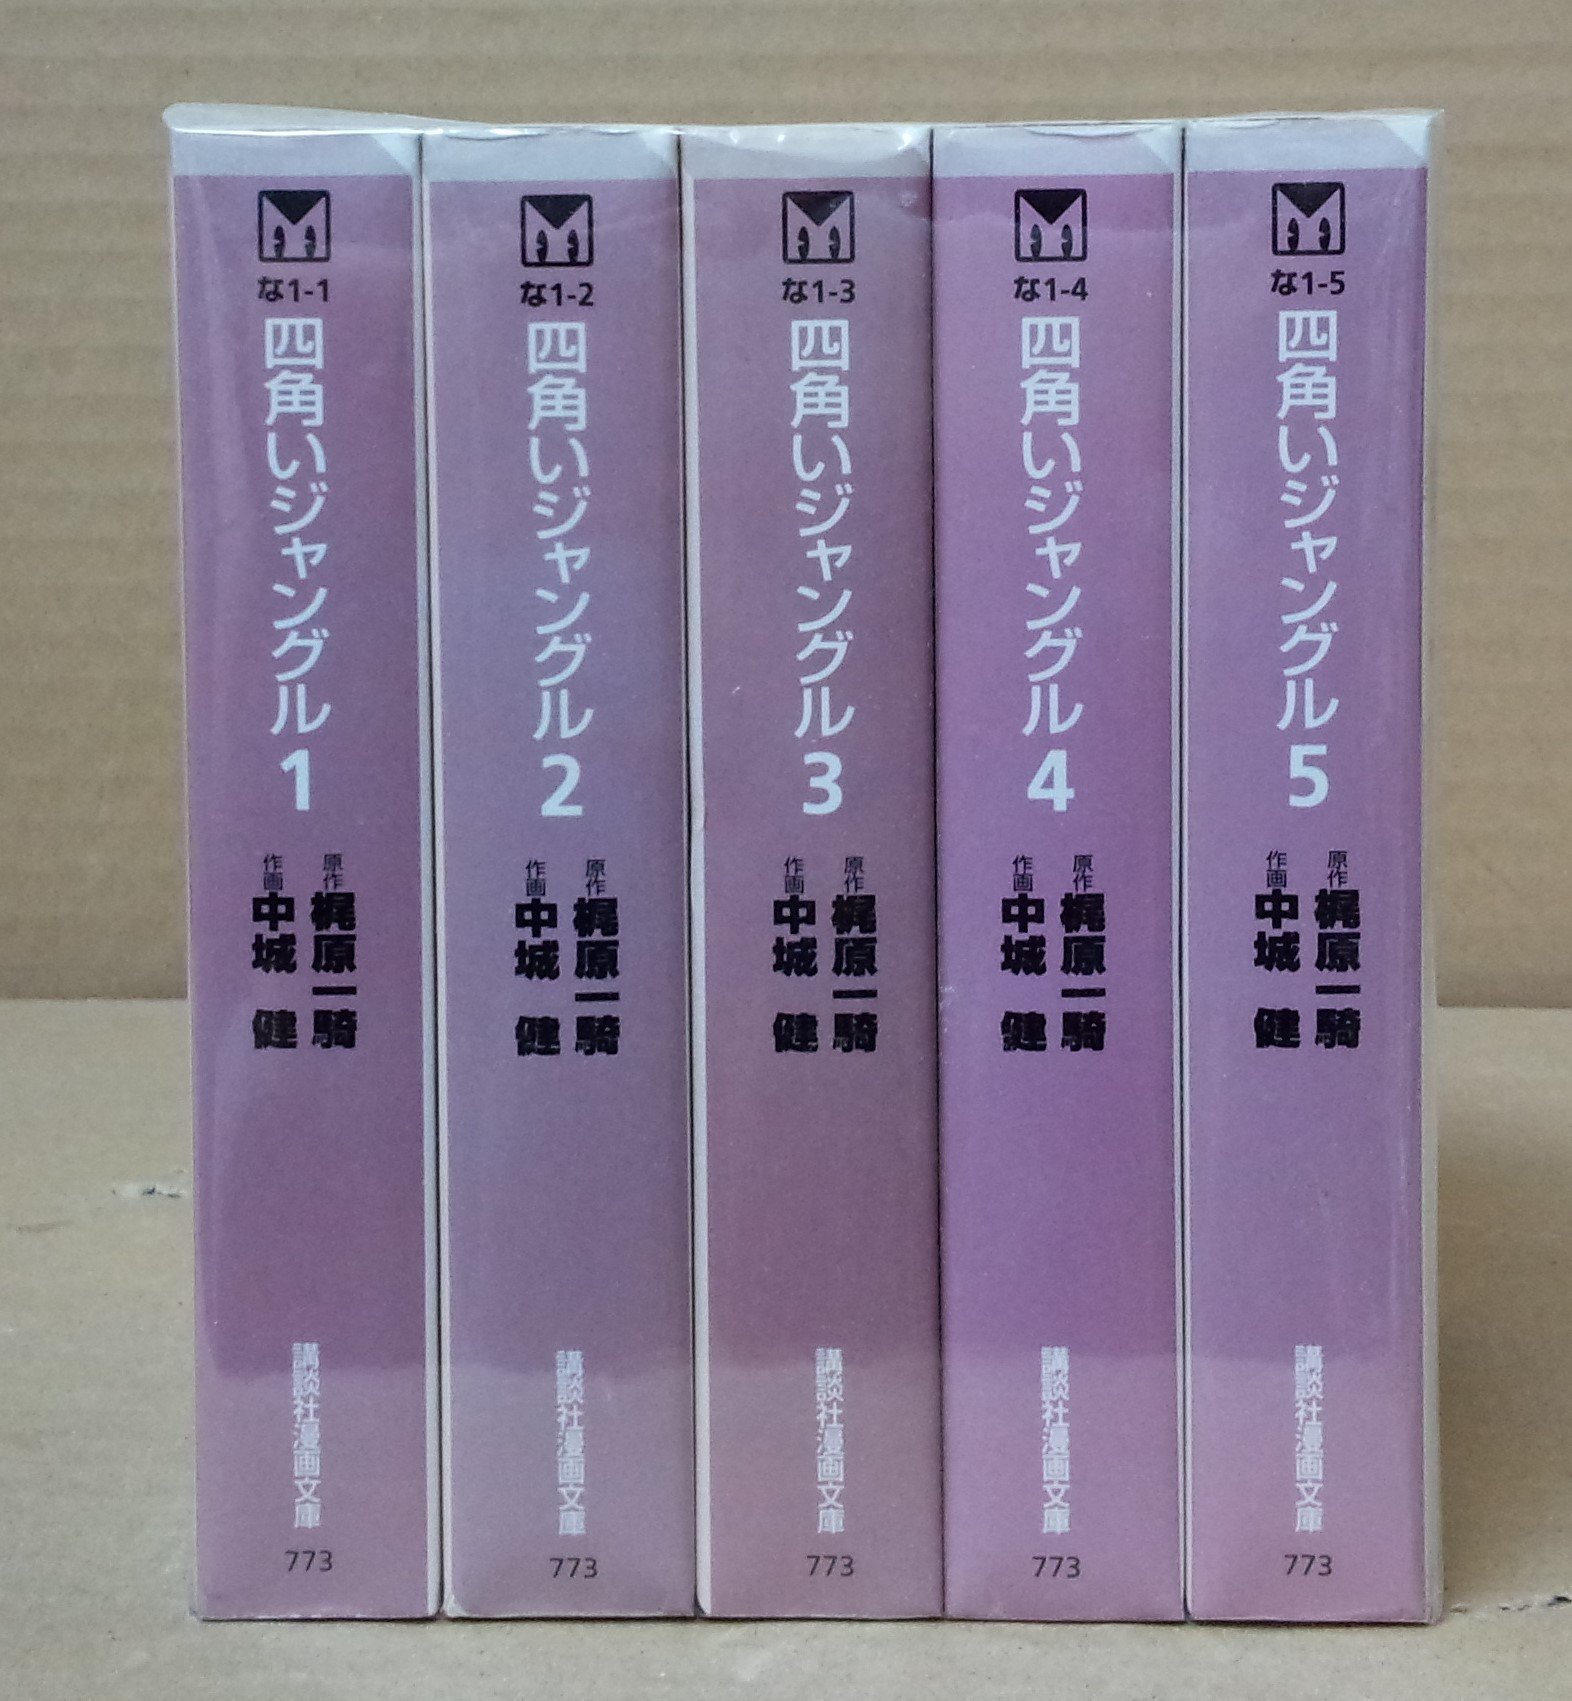 な1-1
四角いジャングル
1
原作 梶原一騎
作画 中城 健
講談社漫画文庫
773
な1-2
四角いジャングル
2
原作 梶原一騎
作画 中城 健
講談社漫画文庫
773
な1-3
四角いジャングル
3
原作 梶原一騎
作画 中城 健
講談社漫画文庫
773
な1-4
四角いジャングル
4
原作 梶原一騎
作画 中城 健
講談社漫画文庫
773
な1-5
四角いジャングル
5
原作 梶原一騎
作画 中城 健
講談社漫画文庫
773